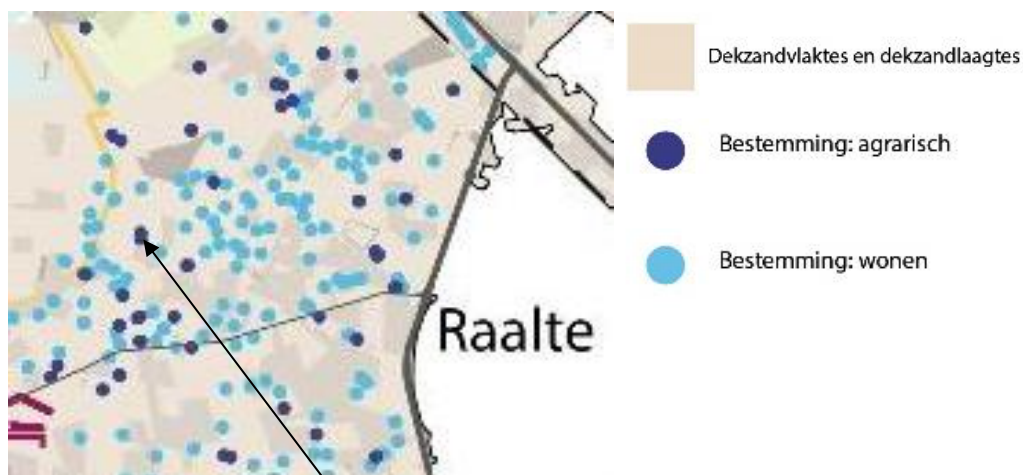 Dekzandvlaktes en dekzandlaagtes
Bestemming: agrarisch
Bestemming: wonen
Raalte